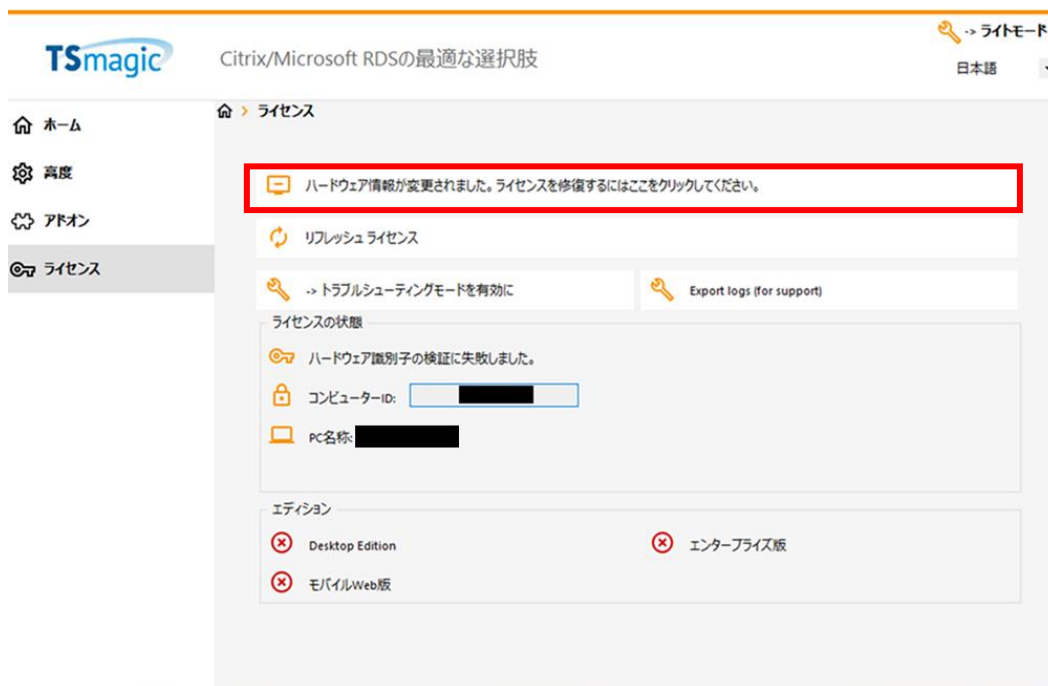 -> ライトモード
TSmagic
Citrix/Microsoft RDSの最適な選択肢
日本語
ホーム
高度
アドオン
ライセンス
ライセンス
ハードウェア情報が変更されました。ライセンスを修復するにはここをクリックしてください。
リフレッシュ ライセンス
-> トラブルシューティングモードを有効に
Export logs (for support)
ライセンスの状態
ハードウェア識別子の検証に失敗しました。
コンピューターID:
PC名称:
エディション
Desktop Edition
エンタープライズ版
モバイルWeb版